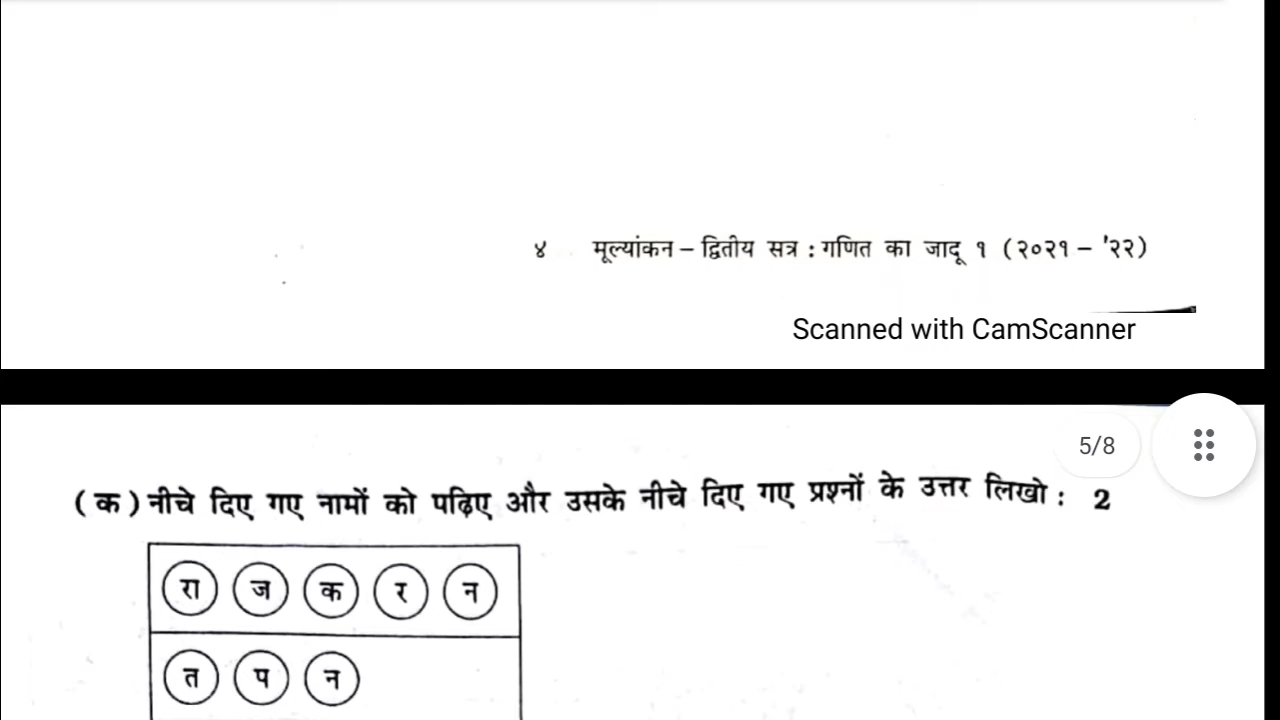 ४ मूल्यांकन – द्वितीय सत्र : गणित का जादू १ (२०२१ – '२२)
Scanned with CamScanner
5/8
(क) नीचे दिए गए नामों को पढ़िए और उसके नीचे दिए गए प्रश्नों के उत्तर लिखो : 2
रा ज क र न
त प न